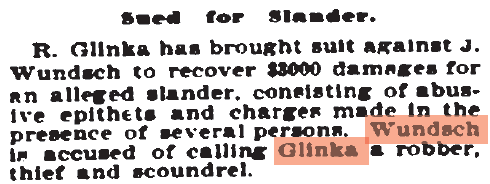 Sued for Slander.
R. Glinka has brought suit against J.
Wundsch to recover $3000 damages for
an alleged slander, consisting of abus-
ive epithets and charges made in the
presence of several persons. Wundsch
is accused of calling Glinka a robber,
thief and scoundrel.